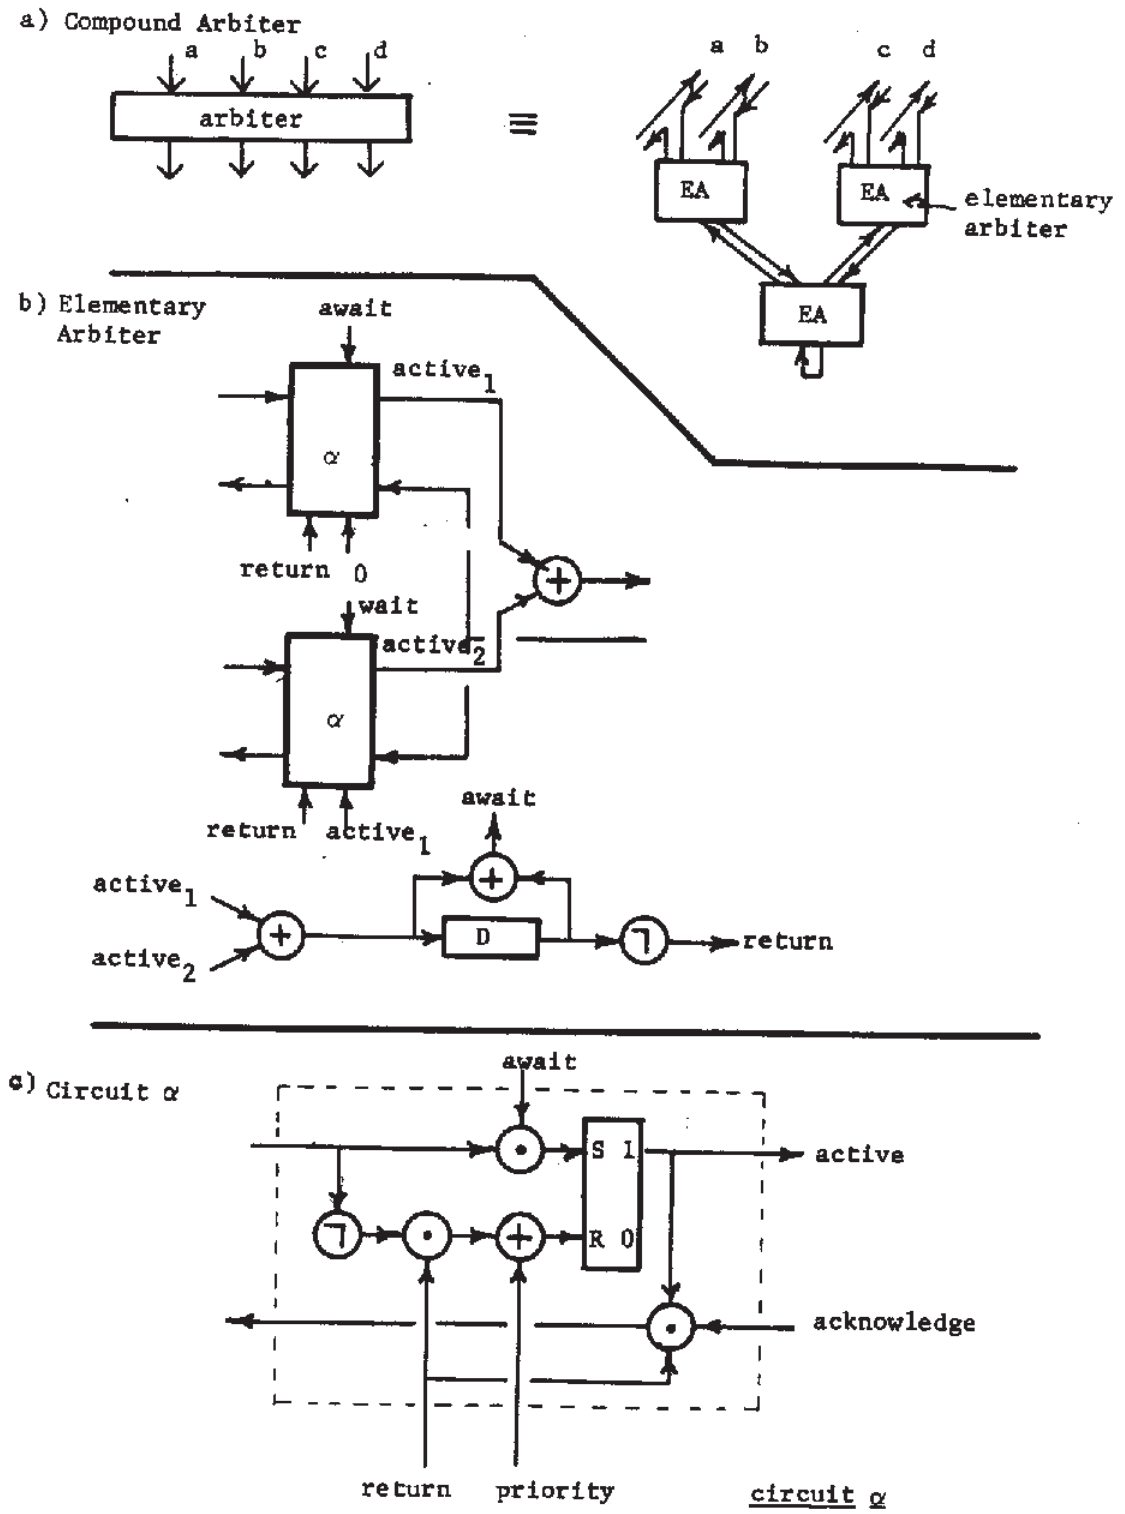 a) Compound Arbiter
a b c d
arbiter
≡
a b c d
EA
EA
elementary
arbiter
EA
b) Elementary
Arbiter
await
active1
α
return 0
+
wait
active2
α
return active1
await
+
active1
+
D
¬
return
active2
c) Circuit α
await
·
S I
active
¬
·
+
R 0
·
acknowledge
return
priority
circuit α